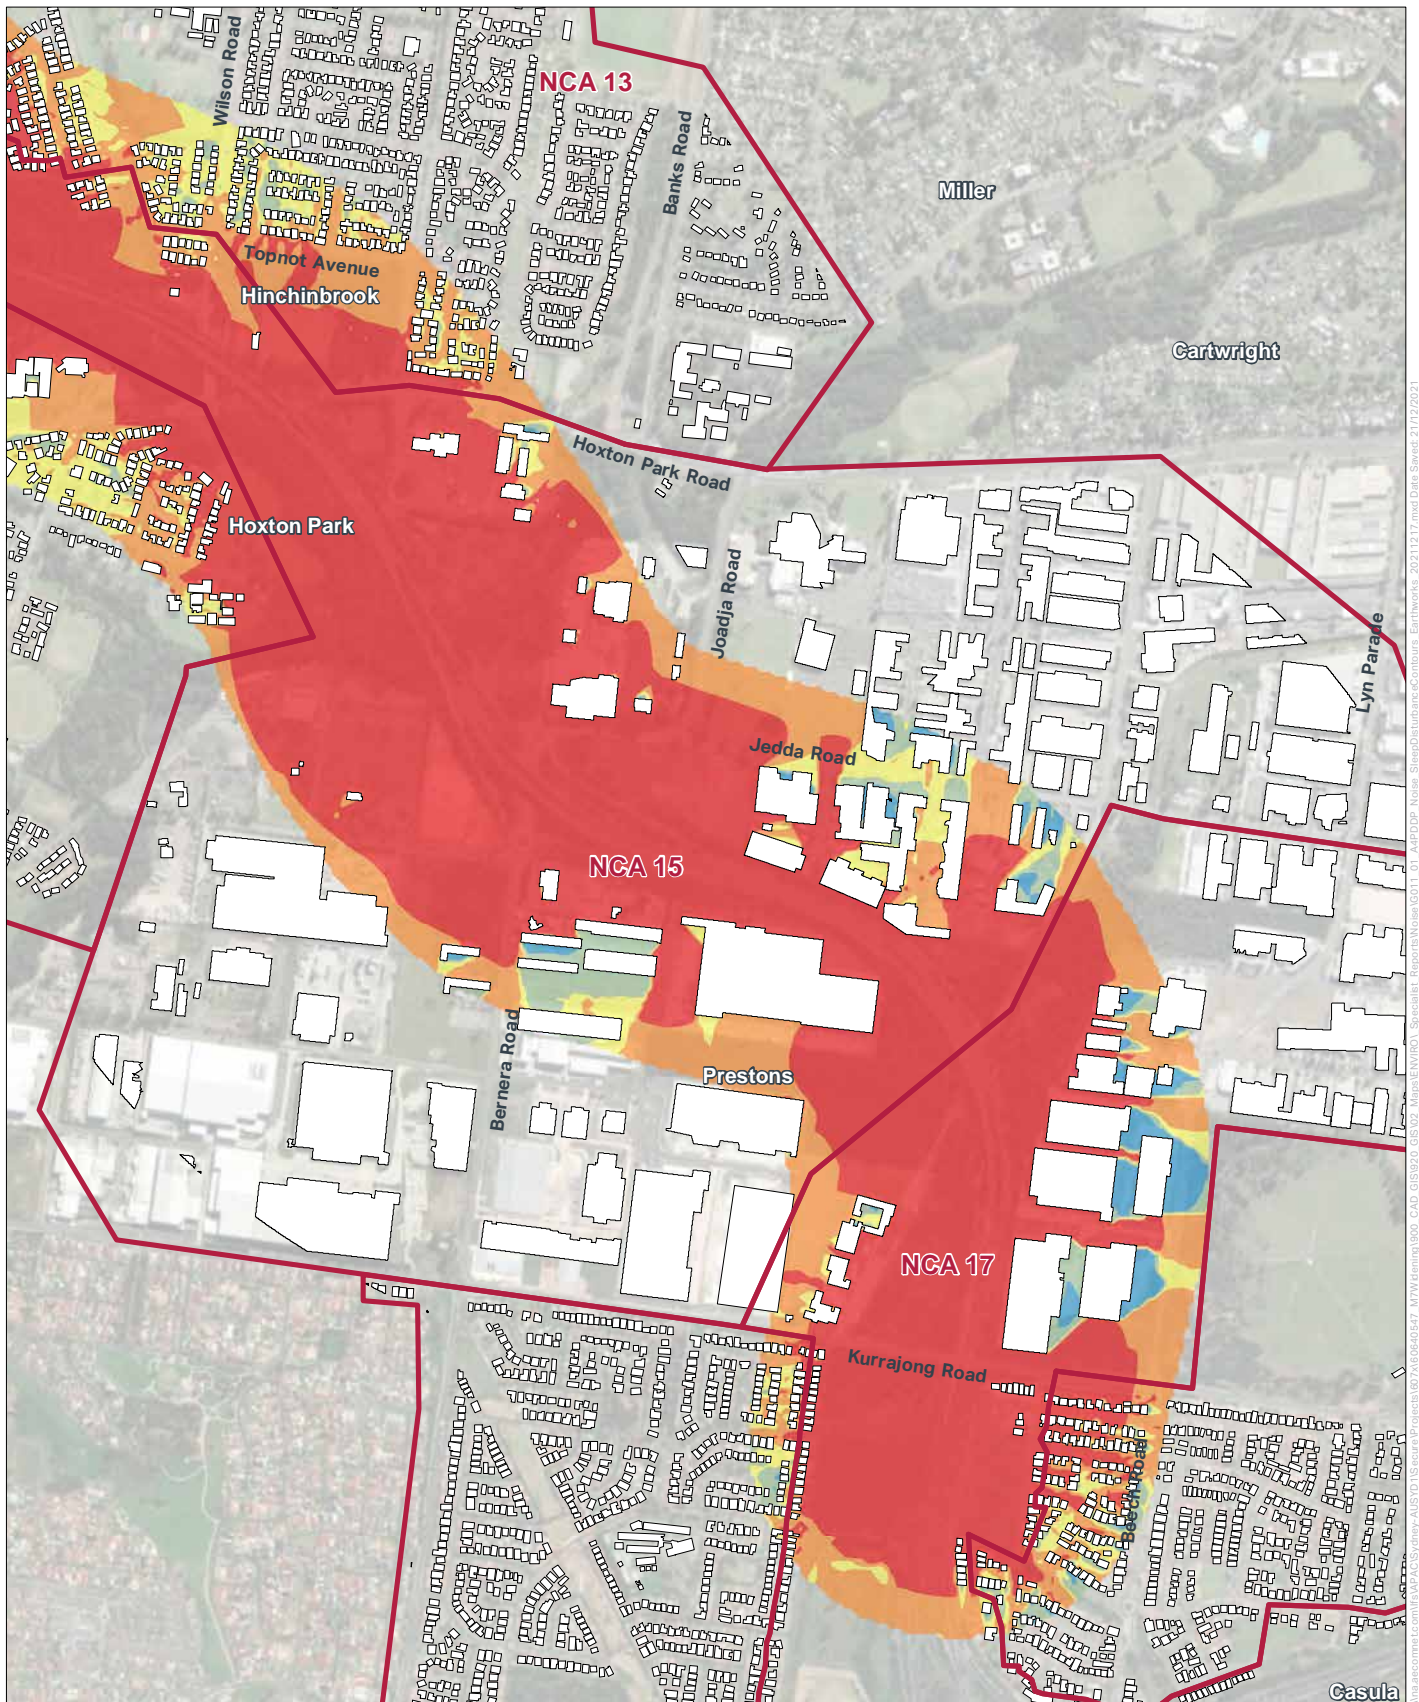 NCA 13
Wilson Road
Banks Road
Miller
Topnot Avenue
Hinchinbrook
Cartwright
Hoxton Park Road
Hoxton Park
Joadja Road
Lyn Parade
Jedda Road
NCA 15
Bernera Road
Prestons
NCA 17
Kurrajong Road
Beech Road
Casula